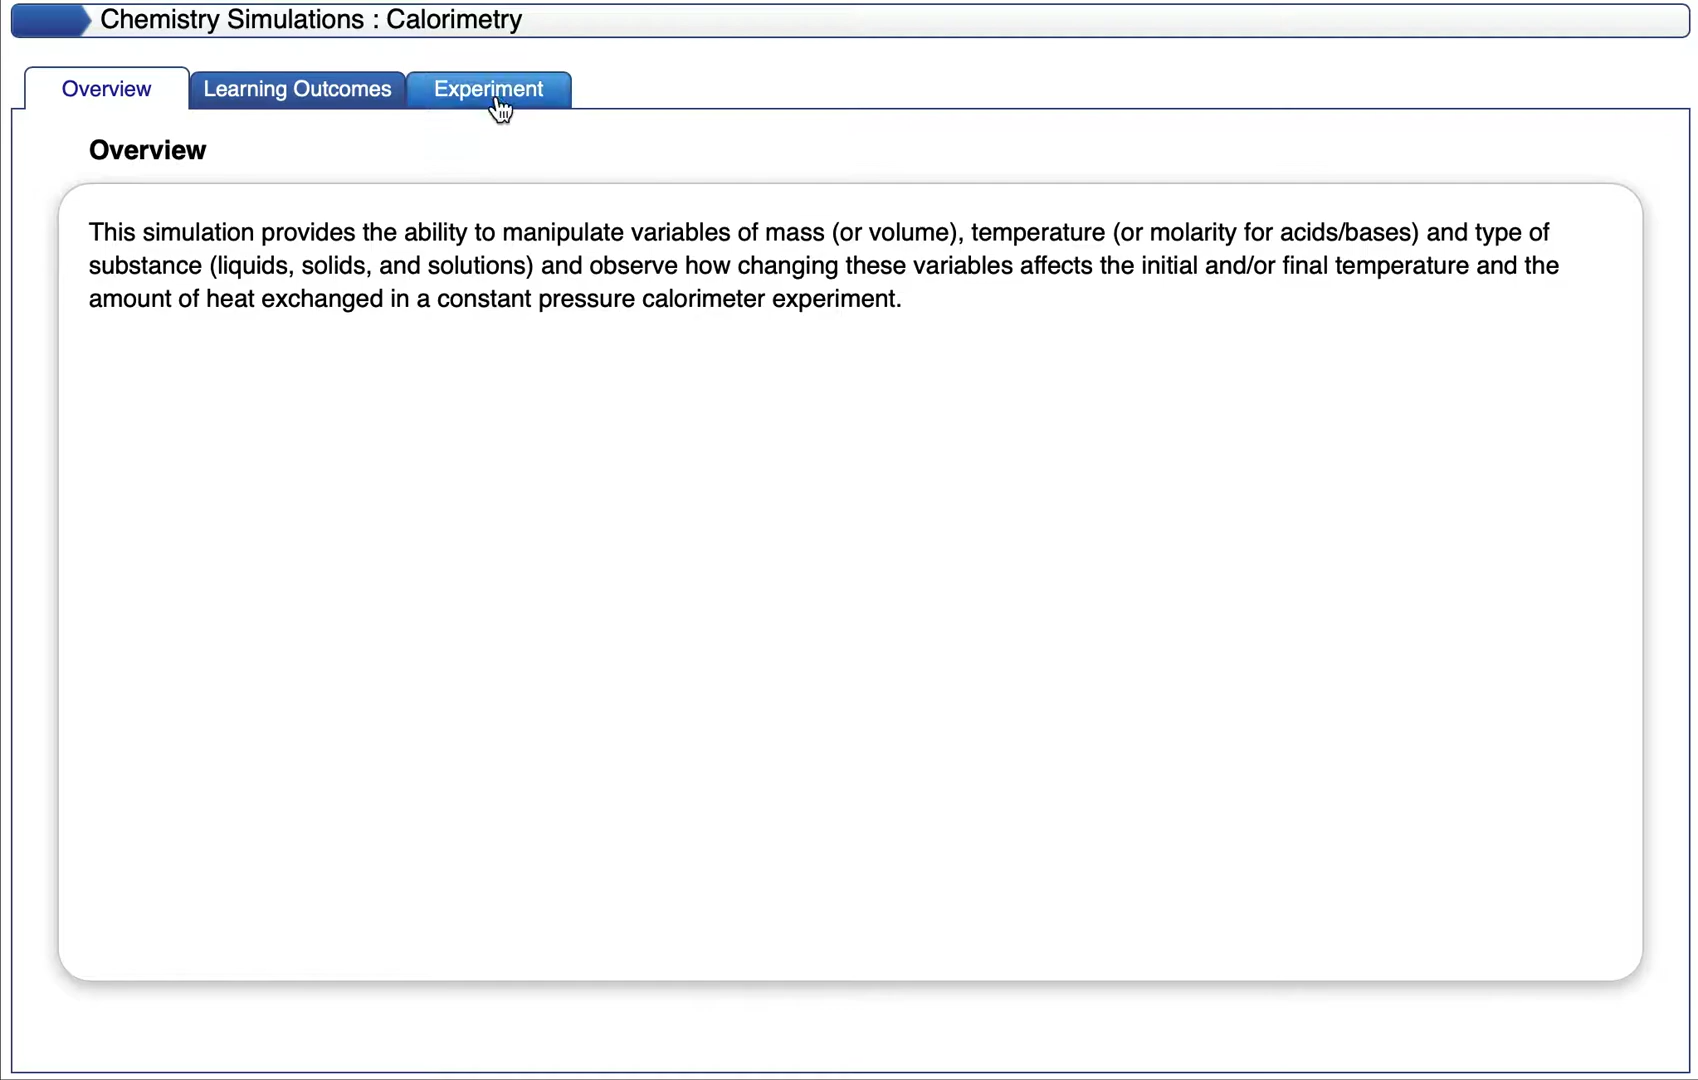 Chemistry Simulations : Calorimetry
Overview
Learning Outcomes
Experiment
Overview
This simulation provides the ability to manipulate variables of mass (or volume), temperature (or molarity for acids/bases) and type of
substance (liquids, solids, and solutions) and observe how changing these variables affects the initial and/or final temperature and the
amount of heat exchanged in a constant pressure calorimeter experiment.